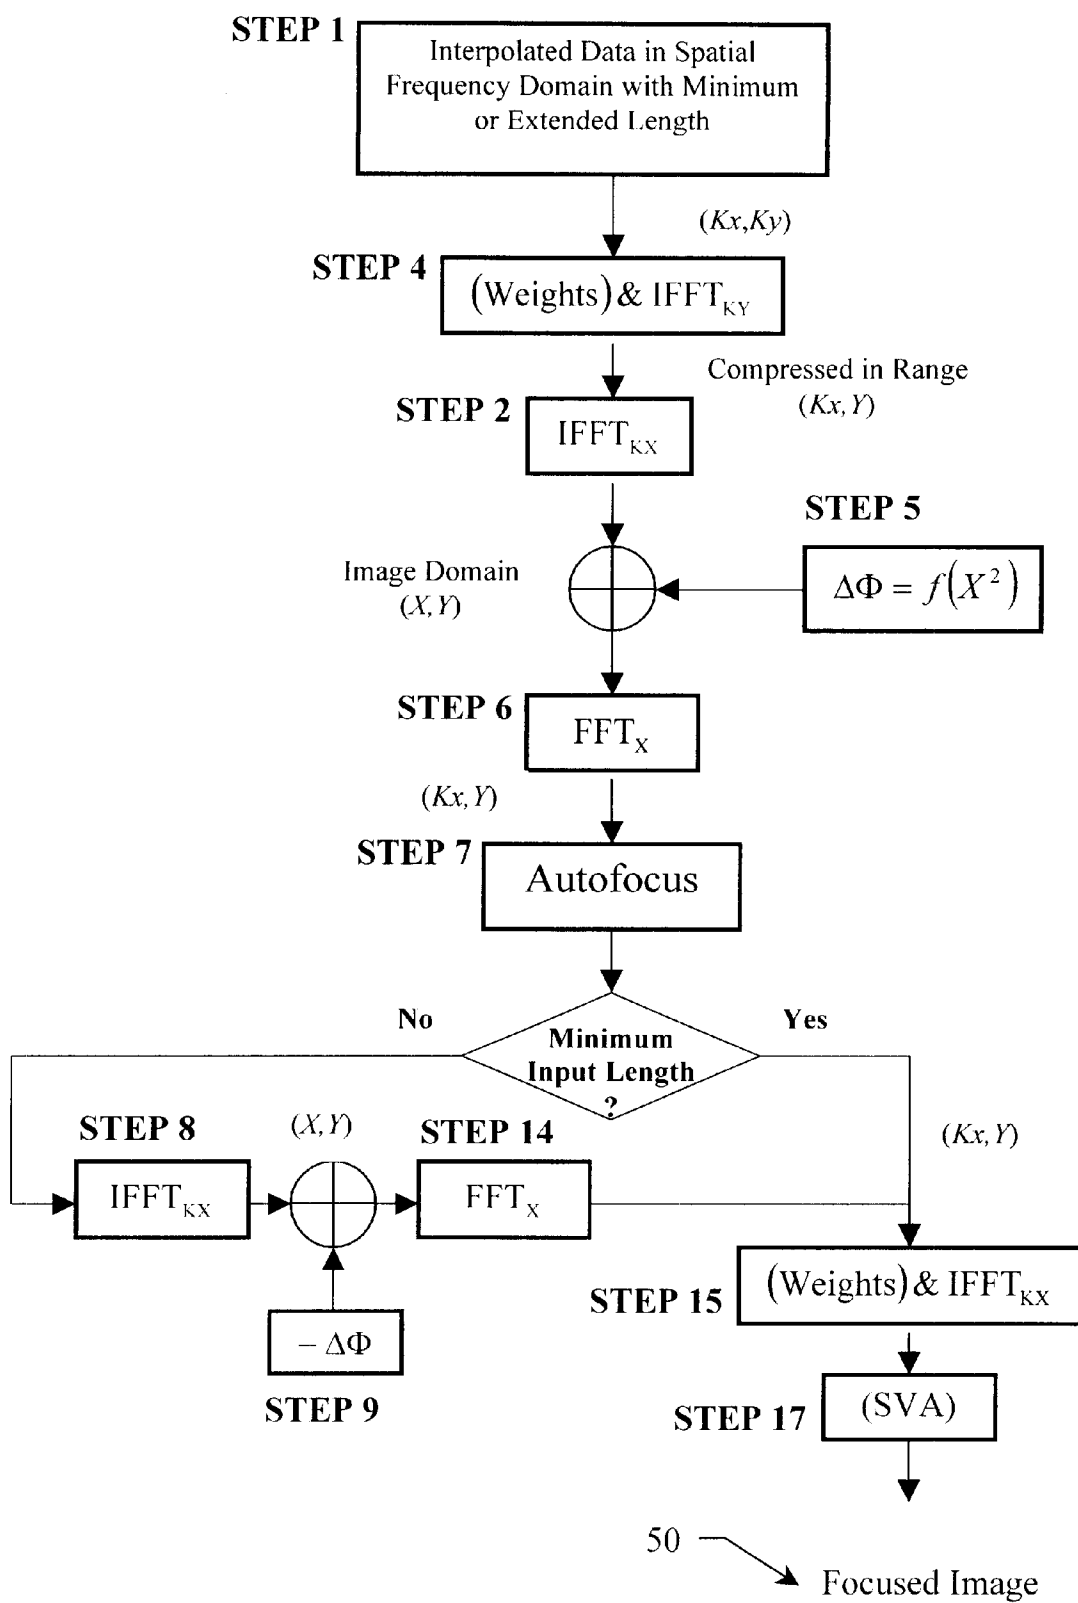 STEP 1
Interpolated Data in Spatial
Frequency Domain with Minimum
or Extended Length
(Kx,Ky)
STEP 4
(Weights) & IFFT_KY
Compressed in Range
(Kx,Y)
STEP 2
IFFT_KX
STEP 5
Image Domain
(X,Y)
ΔΦ = f(X²)
STEP 6
FFT_X
(Kx,Y)
STEP 7
Autofocus
No
Yes
Minimum
Input Length
?
STEP 8
(X,Y)
STEP 14
(Kx,Y)
IFFT_KX
FFT_X
(Weights) & IFFT_KX
STEP 15
− ΔΦ
STEP 9
(SVA)
STEP 17
50
Focused Image